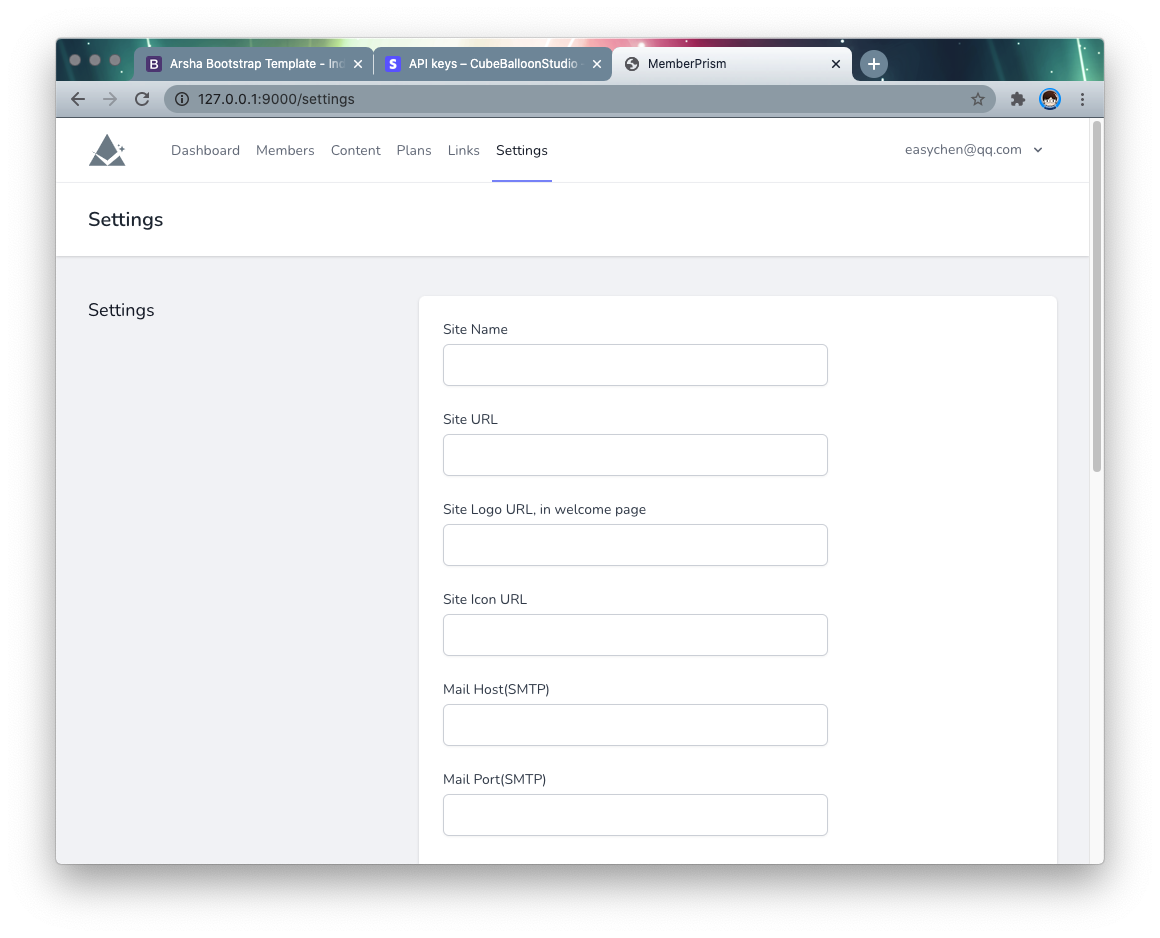 B Arsha Bootstrap Template - Ind
S API keys – CubeBalloonStudio
MemberPrism
127.0.0.1:9000/settings
Dashboard Members Content Plans Links Settings
easychen@qq.com
Settings
Settings
Site Name
Site URL
Site Logo URL, in welcome page
Site Icon URL
Mail Host(SMTP)
Mail Port(SMTP)